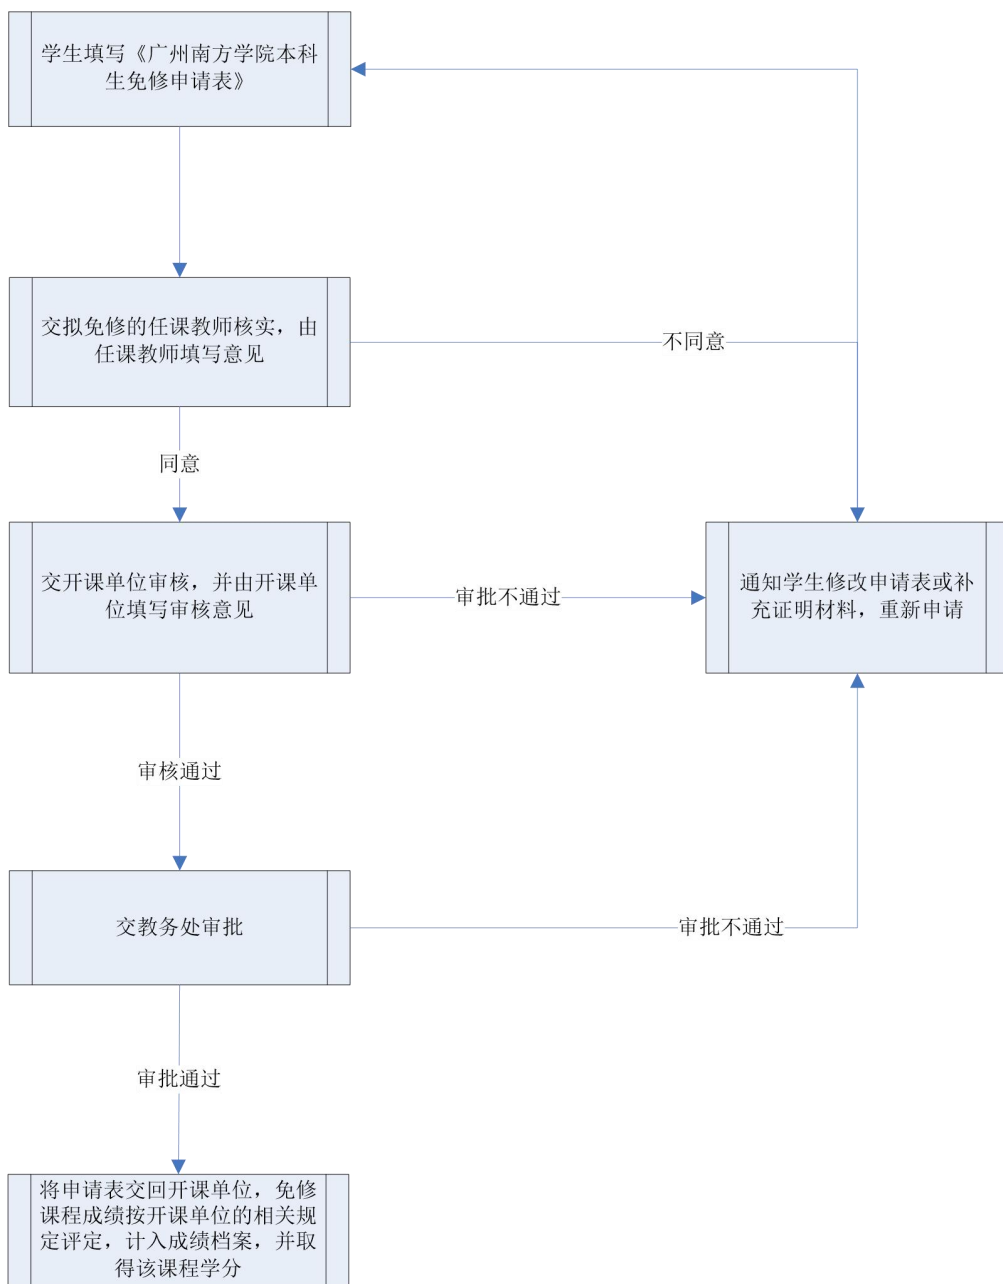 学生填写《广州南方学院本科
生免修申请表》
交拟免修的任课教师核实，由
任课教师填写意见
不同意
同意
交开课单位审核，并由开课单
位填写审核意见
审批不通过
通知学生修改申请表或补
充证明材料，重新申请
审核通过
交教务处审批
审批不通过
审批通过
将申请表交回开课单位，免修
课程成绩按开课单位的相关规
定评定，计入成绩档案，并取
得该课程学分